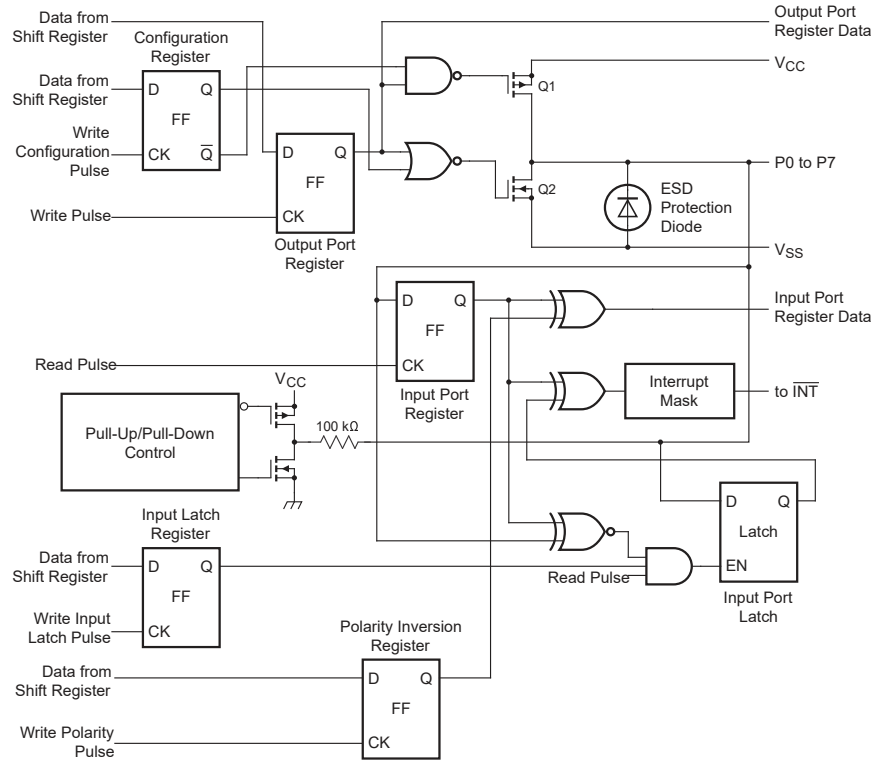 Data from
Shift Register
Configuration
Register
Output Port
Register Data
Data from
Shift Register
D
Q
FF
CK
Q̅
Write
Configuration
Pulse
V_CC
Q1
D
Q
FF
CK
Write Pulse
Output Port
Register
Q2
P0 to P7
ESD
Protection
Diode
V_SS
D
Q
FF
CK
Read Pulse
Input Port
Register
Input Port
Register Data
Interrupt
Mask
to I̅N̅T̅
V_CC
Pull-Up/Pull-Down
Control
100 kΩ
Input Latch
Register
Data from
Shift Register
D
Q
FF
CK
Write Input
Latch Pulse
Read Pulse
D
Q
Latch
EN
Input Port
Latch
Polarity Inversion
Register
Data from
Shift Register
D
Q
FF
CK
Write Polarity
Pulse